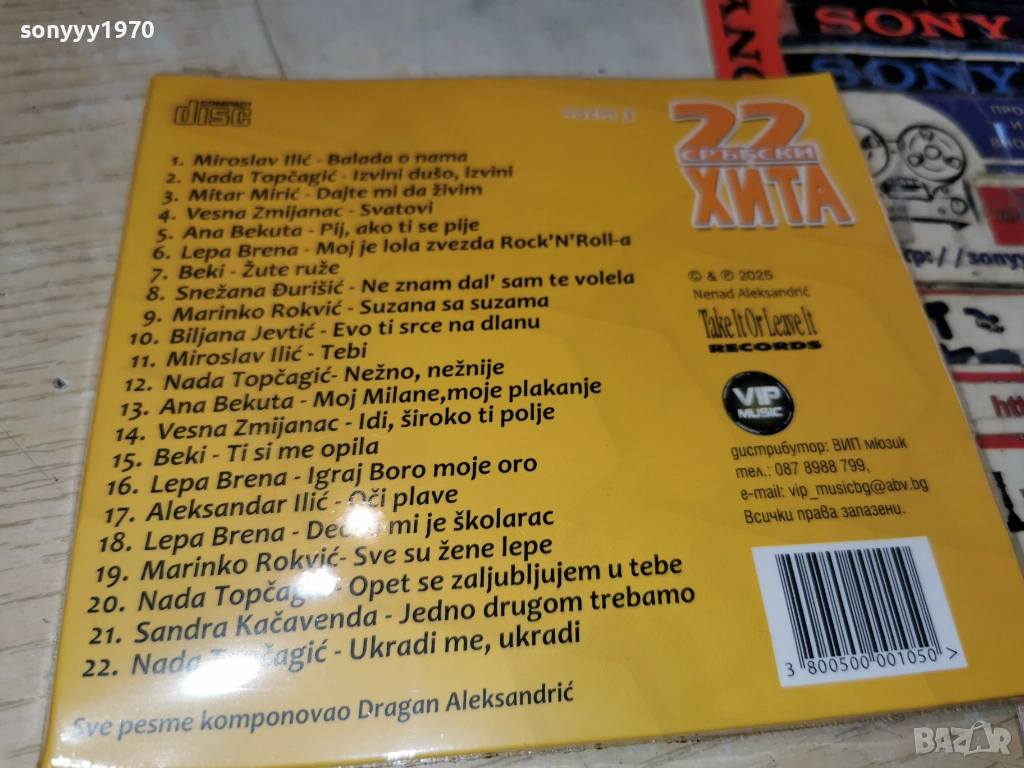 sonyyy1970
SONY
SONY
SONY
COMPACT
disc
част 3
22
СРЪБСКИ
ХИТА
1. Miroslav Ilić - Balada o nama
2. Nada Topčagić - Izvini dušo, izvini
3. Mitar Mirić - Dajte mi da živim
4. Vesna Zmijanac - Svatovi
5. Ana Bekuta - Pij, ako ti se pije
6. Lepa Brena - Moj je lola zvezda Rock'N'Roll-a
7. Beki - Žute ruže
8. Snežana Đurišić - Ne znam dal' sam te volela
9. Marinko Rokvić - Suzana sa suzama
10. Biljana Jevtić - Evo ti srce na dlanu
11. Miroslav Ilić - Tebi
12. Nada Topčagić- Nežno, nežnije
13. Ana Bekuta - Moj Milane,moje plakanje
14. Vesna Zmijanac - Idi, široko ti polje
15. Beki - Ti si me opila
16. Lepa Brena - Igraj Boro moje oro
17. Aleksandar Ilić - Oči plave
18. Lepa Brena - mi je školarac
19. Marinko Rokvić- Sve su žene lepe
20. Nada Topčagić - Opet se zaljubljujem u tebe
21. Sandra Kačavenda - Jedno drugom trebamo
22. Nada Topčagić - Ukradi me, ukradi
Sve pesme komponovao Dragan Aleksandrić
© & ℗ 2025
Nenad Aleksandrić
Take It Or Leave It
RECORDS
VIP
MUSIC
дистрибутор: ВИП мюзик
тел.: 087 8988 799,
e-mail: vip_musicbg@abv.bg
Всички права запазени.
3 800500 001050 >
BAZAR